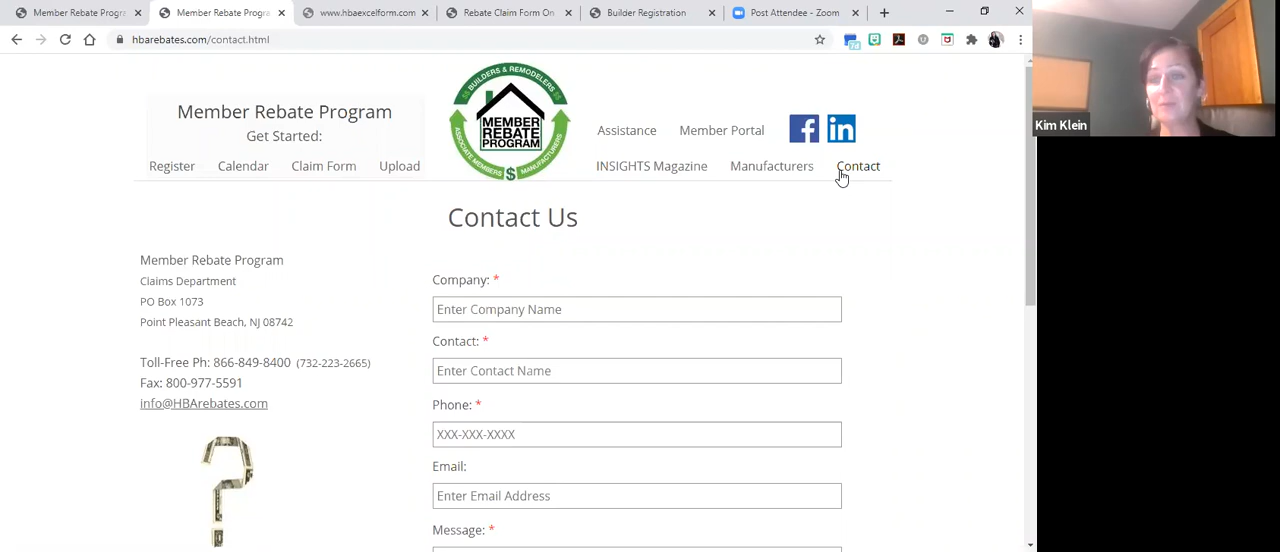 Member Rebate Progra
Member Rebate Progra
www.hbaexcelform.com
Rebate Claim Form On
Builder Registration
Post Attendee - Zoom
hbarebates.com/contact.html
Kim Klein
Member Rebate Program
Get Started:
Register
Calendar
Claim Form
Upload
BUILDERS & REMODELERS
MEMBER
REBATE
PROGRAM
ASSOCIATE MEMBERS
MANUFACTURERS
$
Assistance
Member Portal
f
in
INSIGHTS Magazine
Manufacturers
Contact
Contact Us
Member Rebate Program
Claims Department
PO Box 1073
Point Pleasant Beach, NJ 08742
Toll-Free Ph: 866-849-8400 (732-223-2665)
Fax: 800-977-5591
info@HBArebates.com
Company: *
Enter Company Name
Contact: *
Enter Contact Name
Phone: *
XXX-XXX-XXXX
Email:
Enter Email Address
Message: *